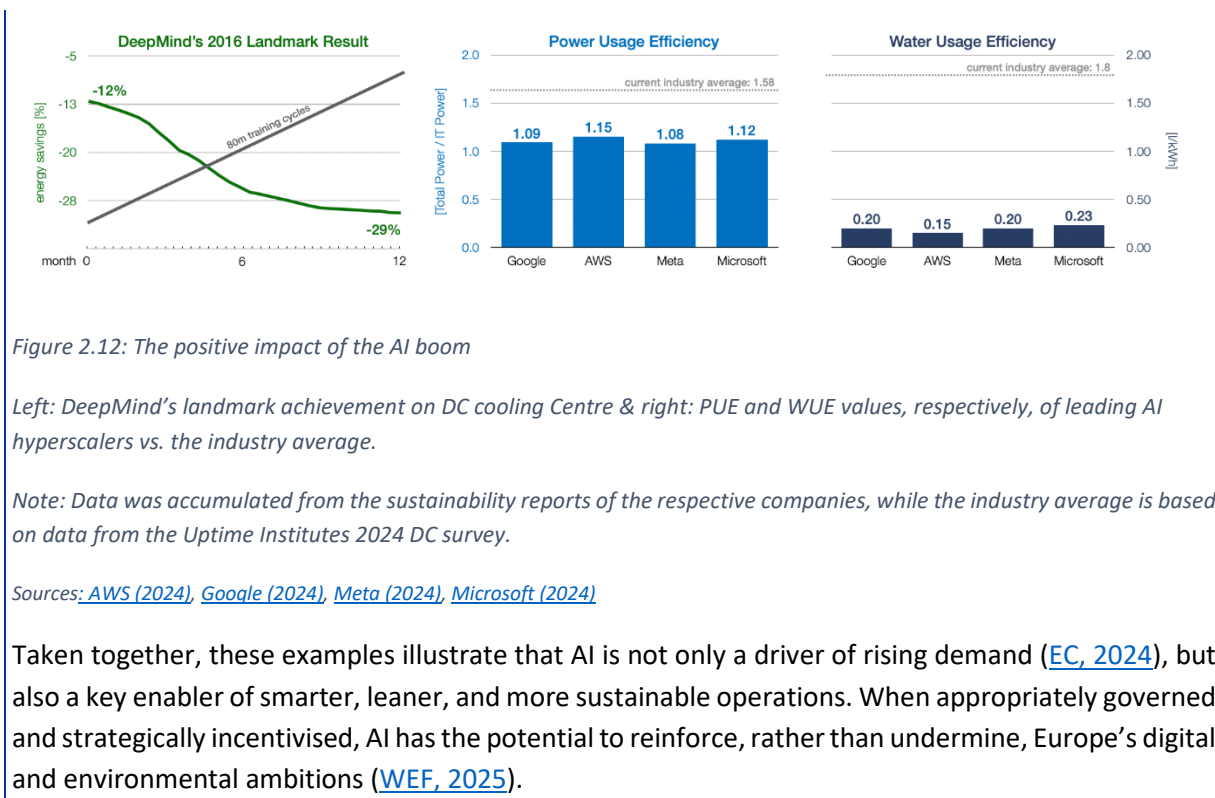 DeepMind's 2016 Landmark Result
-5
-13
-20
-28
energy savings [%]
-12%
80m training cycles
-29%
month 0
6
12
Power Usage Efficiency
2.0
1.5
1.0
0.5
0.0
[Total Power / IT Power]
current industry average: 1.58
1.09
1.15
1.08
1.12
Google
AWS
Meta
Microsoft
Water Usage Efficiency
current industry average: 1.8
2.00
1.50
1.00
0.50
0.00
[l/kWh]
0.20
0.15
0.20
0.23
Google
AWS
Meta
Microsoft
Figure 2.12: The positive impact of the AI boom
Left: DeepMind's landmark achievement on DC cooling Centre & right: PUE and WUE values, respectively, of leading AI
hyperscalers vs. the industry average.
Note: Data was accumulated from the sustainability reports of the respective companies, while the industry average is based
on data from the Uptime Institutes 2024 DC survey.
Sources: AWS (2024), Google (2024), Meta (2024), Microsoft (2024)
Taken together, these examples illustrate that AI is not only a driver of rising demand (EC, 2024), but
also a key enabler of smarter, leaner, and more sustainable operations. When appropriately governed
and strategically incentivised, AI has the potential to reinforce, rather than undermine, Europe's digital
and environmental ambitions (WEF, 2025).